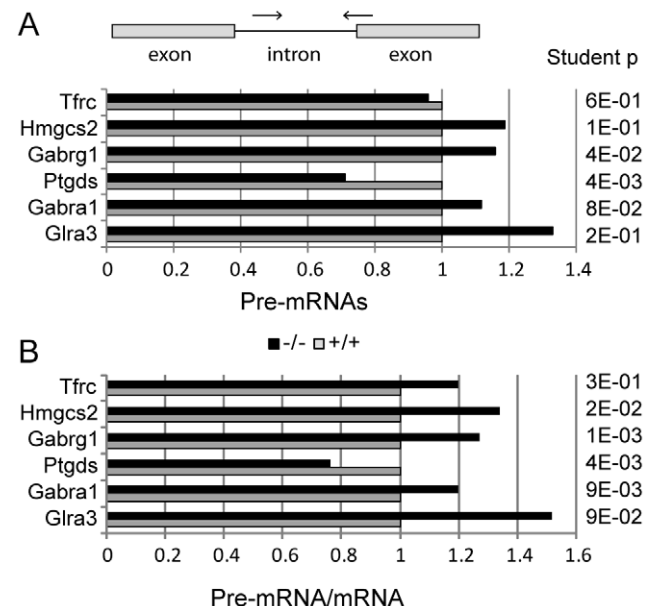 A
exon intron exon
Student p
Tfrc 6E-01
Hmgcs2 1E-01
Gabrg1 4E-02
Ptgds 4E-03
Gabra1 8E-02
Glra3 2E-01
0 0.2 0.4 0.6 0.8 1 1.2 1.4
Pre-mRNAs
-/- +/+
B
Tfrc 3E-01
Hmgcs2 2E-02
Gabrg1 1E-03
Ptgds 4E-03
Gabra1 9E-03
Glra3 9E-02
0 0.2 0.4 0.6 0.8 1 1.2 1.4 1.6
Pre-mRNA/mRNA